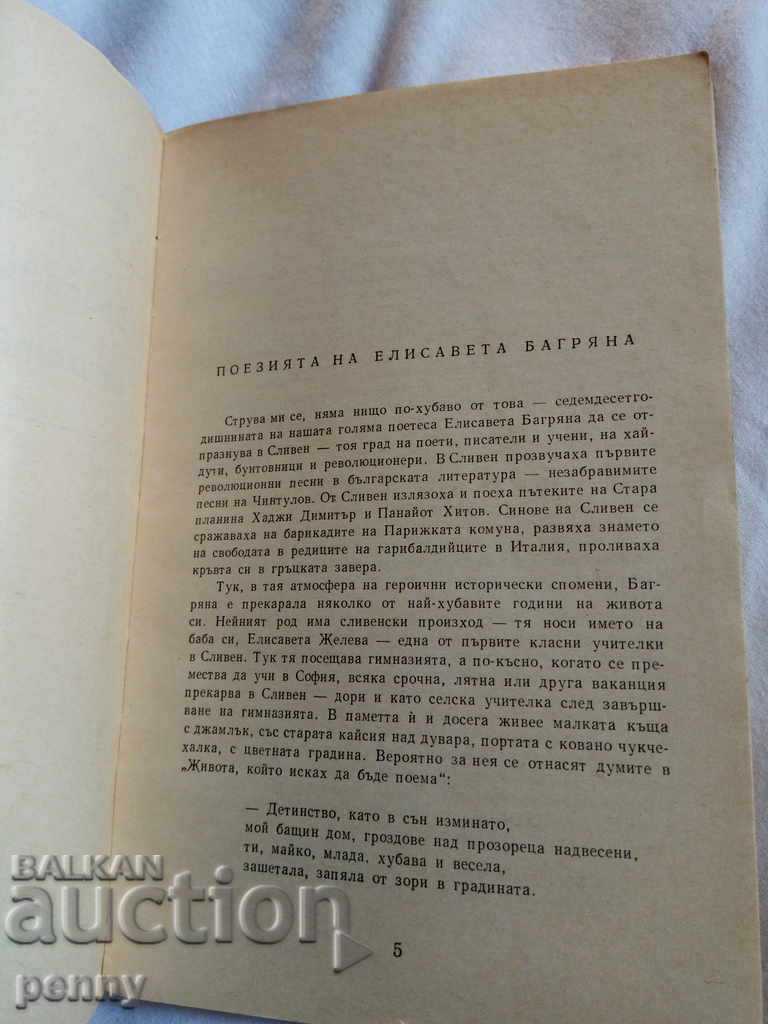 ПОЕЗИЯТА НА ЕЛИСАВЕТА БАГРЯНА
Струва ми се, няма нищо по-хубаво от това — седемдесетго-
дишнината на нашата голяма поетеса Елисавета Багряна да се от-
празнува в Сливен — тоя град на поети, писатели и учени, на хай-
дути, бунтовници и революционери. В Сливен прозвучаха първите
революционни песни в българската литература — незабравимите
песни на Чинтулов. От Сливен излязоха и поеха пътеките на Стара
планина Хаджи Димитър и Панайот Хитов. Синове на Сливен се
сражаваха на барикадите на Парижката комуна, развяха знамето
на свободата в редиците на гарибалдийците в Италия, проливаха
кръвта си в гръцката завера.
Тук, в тая атмосфера на героични исторически спомени, Баг-
ряна е прекарала няколко от най-хубавите години на живота
си. Нейният род има сливенски произход — тя носи името на
баба си, Елисавета Желева — една от първите класни учителки
в Сливен. Тук тя посещава гимназията, а по-късно, когато се пре-
мества да учи в София, всяка срочна, лятна или друга ваканция
прекарва в Сливен — дори и като селска учителка след завърш-
ване на гимназията. В паметта ѝ и досега живее малката къща
с джамлък, със старата кайсия над дувара, портата с ковано чукче-
халка, с цветната градина. Вероятно за нея се отнасят думите в
„Живота, който исках да бъде поема“:
— Детинство, като в сън изминато,
мой бащин дом, гроздове над прозореца надвесени,
ти, майко, млада, хубава и весела,
зашетала, запяла от зори в градината.
5
BALKAN
auction
penny